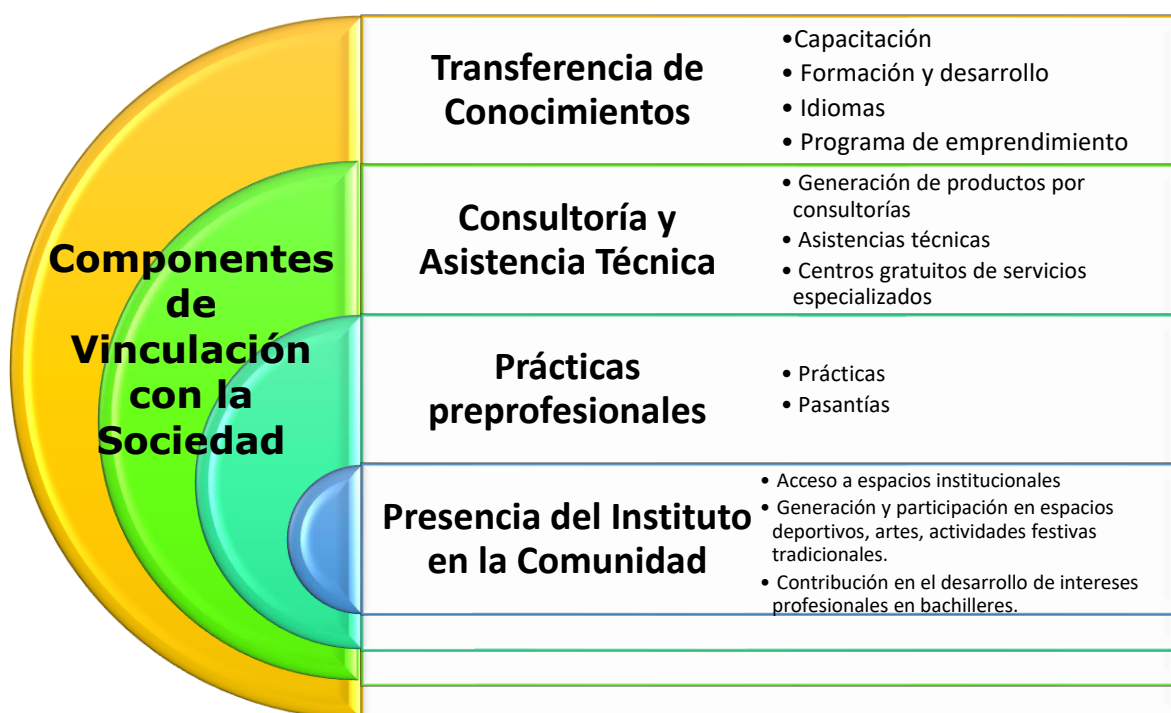 Componentes
de
Vinculación
con la
Sociedad
Transferencia de
Conocimientos
•Capacitación
• Formación y desarrollo
• Idiomas
• Programa de emprendimiento
Consultoría y
Asistencia Técnica
• Generación de productos por
consultorías
• Asistencias técnicas
• Centros gratuitos de servicios
especializados
Prácticas
preprofesionales
• Prácticas
• Pasantías
Presencia del Instituto
en la Comunidad
• Acceso a espacios institucionales
• Generación y participación en espacios
deportivos, artes, actividades festivas
tradicionales.
• Contribución en el desarrollo de intereses
profesionales en bachilleres.